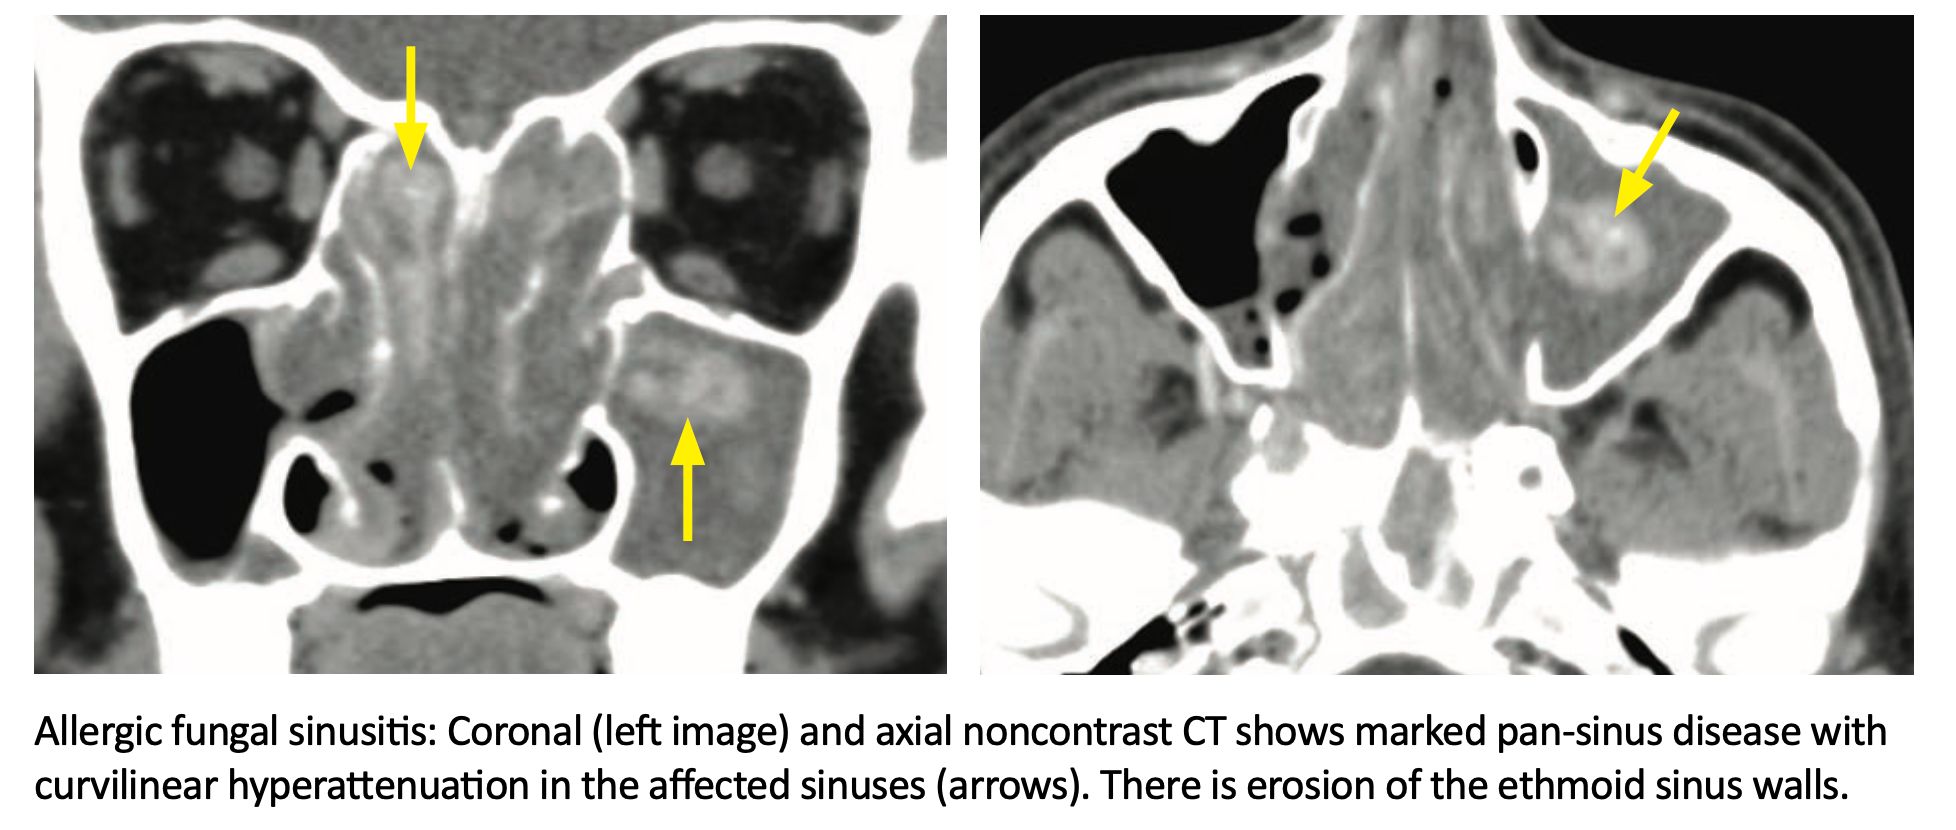 Allergic fungal sinusitis: Coronal (left image) and axial noncontrast CT shows marked pan-sinus disease with
curvilinear hyperattenuation in the affected sinuses (arrows). There is erosion of the ethmoid sinus walls.